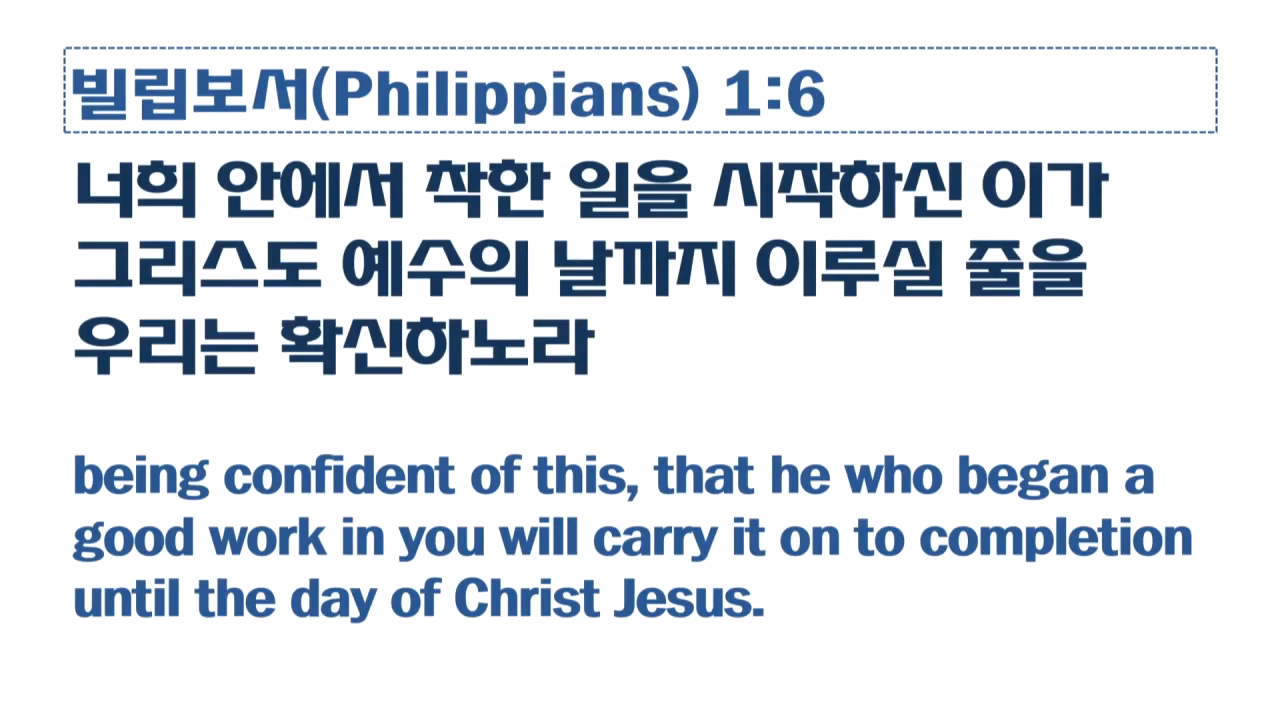 빌립보서(Philippians) 1:6
너희 안에서 착한 일을 시작하신 이가
그리스도 예수의 날까지 이루실 줄을
우리는 확신하노라
being confident of this, that he who began a
good work in you will carry it on to completion
until the day of Christ Jesus.